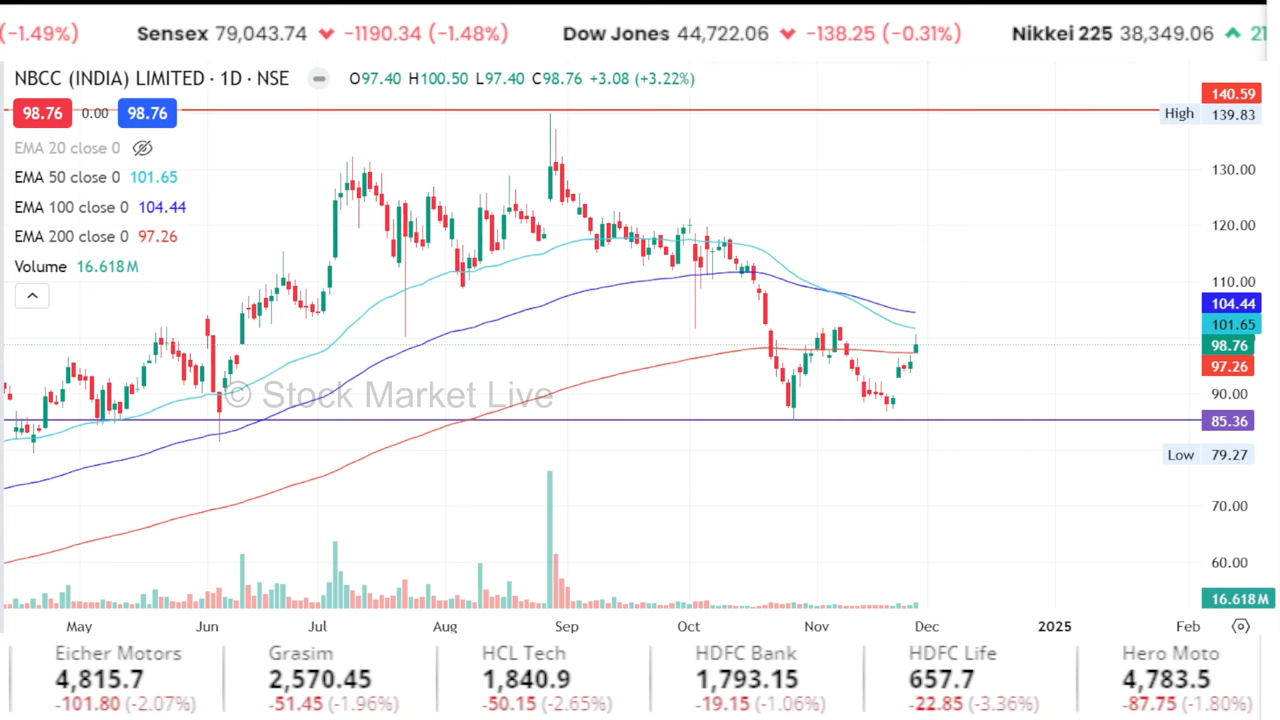 (-1.49%) Sensex 79,043.74 -1190.34 (-1.48%) Dow Jones 44,722.06 -138.25 (-0.31%) Nikkei 225 38,349.06
NBCC (INDIA) LIMITED · 1D · NSE O97.40 H100.50 L97.40 C98.76 +3.08 (+3.22%)
140.59
98.76 0.00 98.76
High 139.83
EMA 20 close 0
130.00
EMA 50 close 0 101.65
EMA 100 close 0 104.44
120.00
EMA 200 close 0 97.26
Volume 16.618M
110.00
104.44
101.65
98.76
97.26
© Stock Market Live
90.00
85.36
Low 79.27
70.00
60.00
16.618M
May Jun Jul Aug Sep Oct Nov Dec 2025 Feb
Eicher Motors Grasim HCL Tech HDFC Bank HDFC Life Hero Moto
4,815.7 2,570.45 1,840.9 1,793.15 657.7 4,783.5
-101.80 (-2.07%) -51.45 (-1.96%) -50.15 (-2.65%) -19.15 (-1.06%) -22.85 (-3.36%) -87.75 (-1.80%)